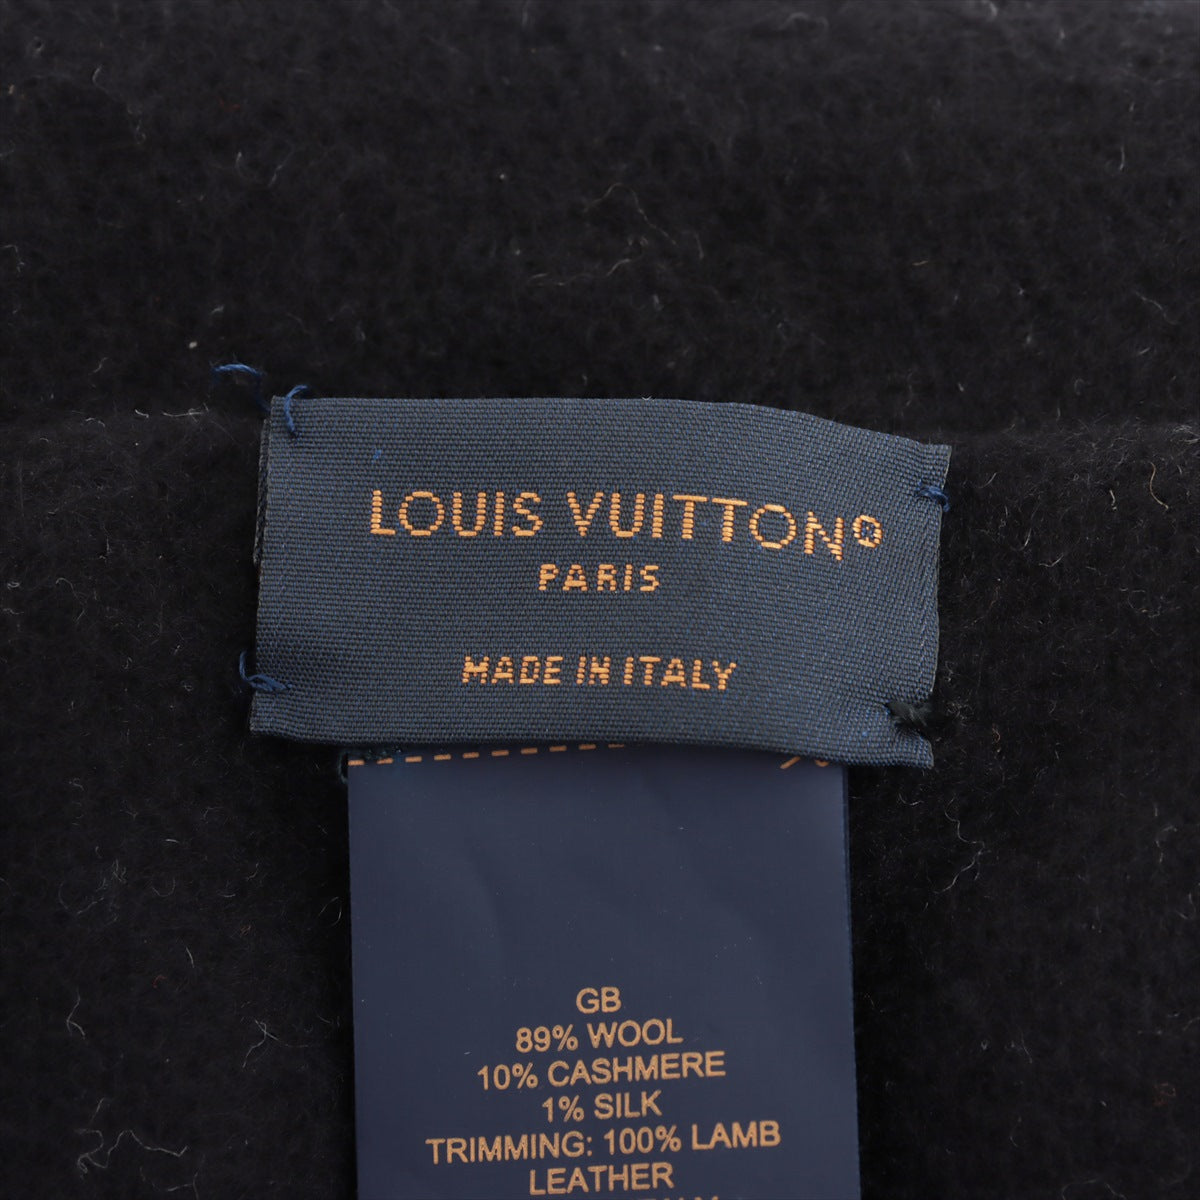 LOUIS VUITTON®
PARIS
MADE IN ITALY
GB
89% WOOL
10% CASHMERE
1% SILK
TRIMMING: 100% LAMB
LEATHER